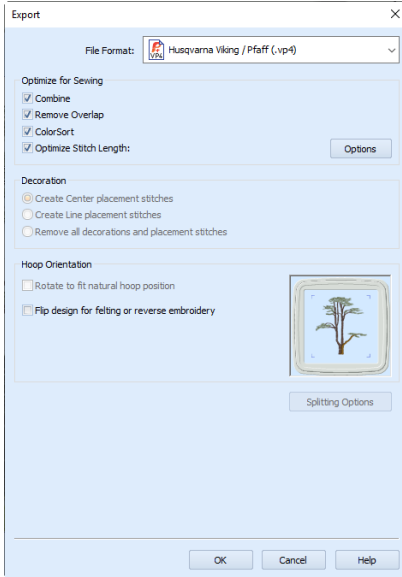 Export
File Format:
VP4
Husqvarna Viking / Pfaff (.vp4)
Optimize for Sewing
Combine
Remove Overlap
ColorSort
Optimize Stitch Length:
Options
Decoration
Create Center placement stitches
Create Line placement stitches
Remove all decorations and placement stitches
Hoop Orientation
Rotate to fit natural hoop position
Flip design for felting or reverse embroidery
Splitting Options
OK
Cancel
Help